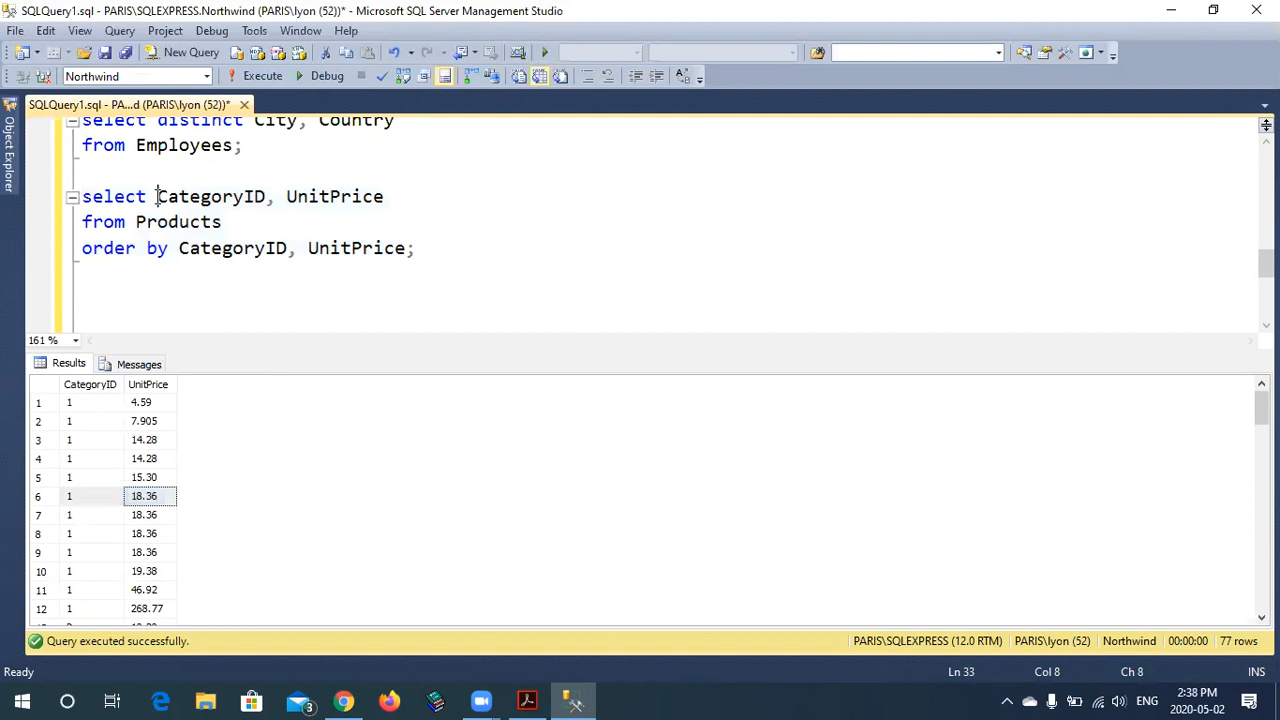 SQLQuery1.sql - PARIS\SQLEXPRESS.Northwind (PARIS\lyon (52))* - Microsoft SQL Server Management Studio
File Edit View Query Project Debug Tools Window Help
New Query
Northwind Execute Debug
SQLQuery1.sql - PA...d (PARIS\lyon (52))*
Object Explorer
select distinct City, Country
from Employees;
select CategoryID, UnitPrice
from Products
order by CategoryID, UnitPrice;
161 %
Results Messages
CategoryID UnitPrice
1 1 4.59
2 1 7.905
3 1 14.28
4 1 14.28
5 1 15.30
6 1 18.36
7 1 18.36
8 1 18.36
9 1 18.36
10 1 19.38
11 1 46.92
12 1 268.77
Query executed successfully. PARIS\SQLEXPRESS (12.0 RTM) PARIS\lyon (52) Northwind 00:00:00 77 rows
Ready Ln 33 Col 8 Ch 8 INS
3 ENG 2:38 PM
2020-05-02